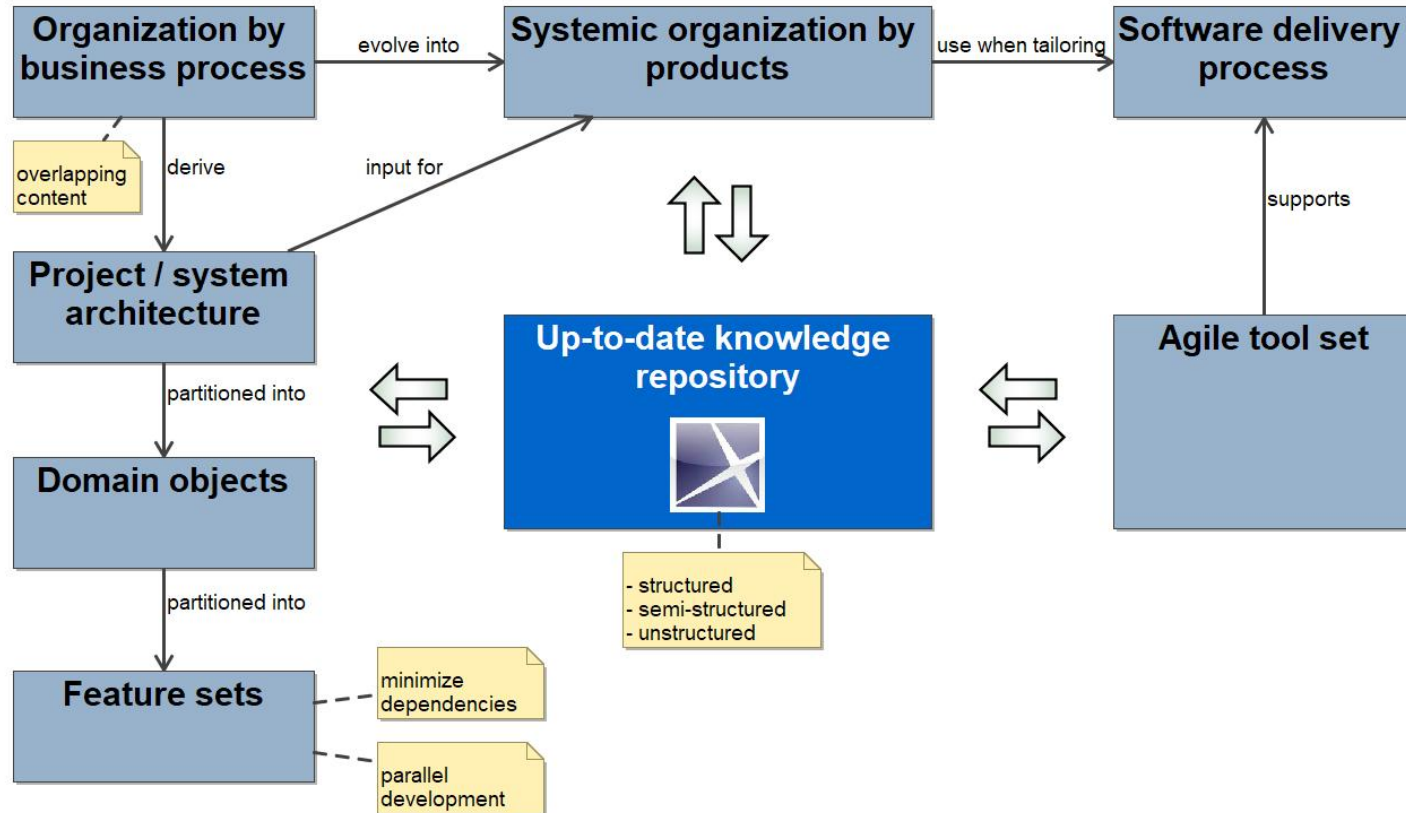 Organization by
business process
evolve into
Systemic organization by
products
use when tailoring
Software delivery
process
overlapping
content
derive
input for
supports
Project / system
architecture
Up-to-date knowledge
repository
Agile tool set
partitioned into
Domain objects
- structured
- semi-structured
- unstructured
partitioned into
Feature sets
minimize
dependencies
parallel
development